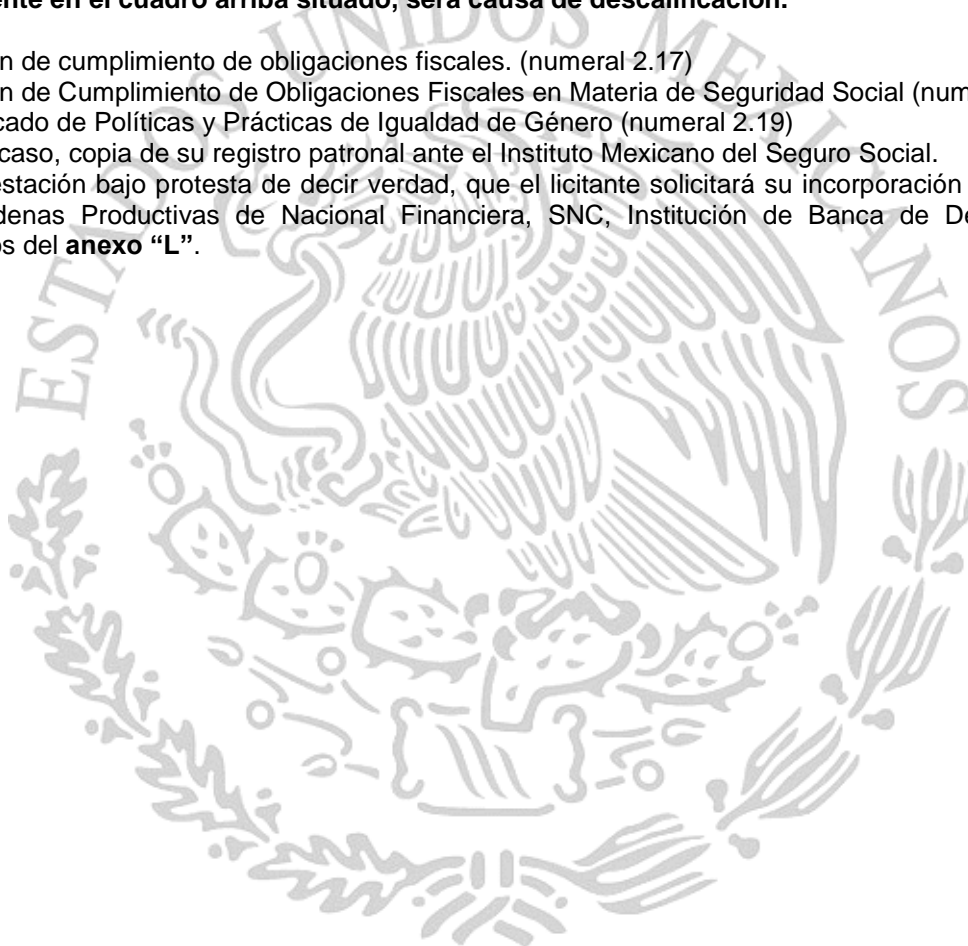 ente en el cuadro arriba situado, será causa de descalificación.
n de cumplimiento de obligaciones fiscales. (numeral 2.17)
n de Cumplimiento de Obligaciones Fiscales en Materia de Seguridad Social (num
cado de Políticas y Prácticas de Igualdad de Género (numeral 2.19)
caso, copia de su registro patronal ante el Instituto Mexicano del Seguro Social.
estación bajo protesta de decir verdad, que el licitante solicitará su incorporación
denas Productivas de Nacional Financiera, SNC, Institución de Banca de De
os del anexo “L”.
ESTADOS UNIDOS MEXICANOS